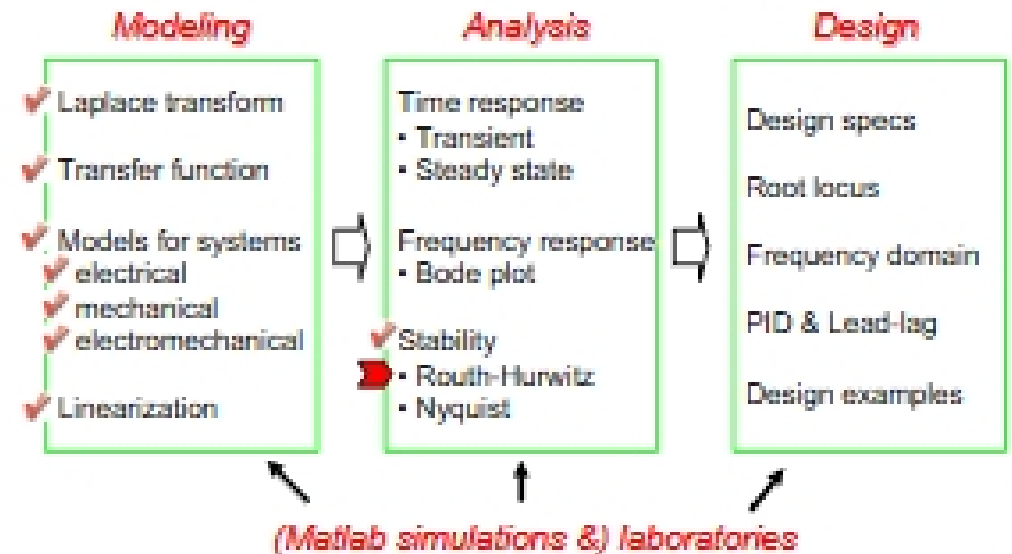 Modeling
Analysis
Design
Laplace transform
Transfer function
Models for systems
electrical
mechanical
electromechanical
Linearization
Time response
• Transient
• Steady state
Frequency response
• Bode plot
Stability
• Routh-Hurwitz
• Nyquist
Design specs
Root locus
Frequency domain
PID & Lead-lag
Design examples
(Matlab simulations &) laboratories